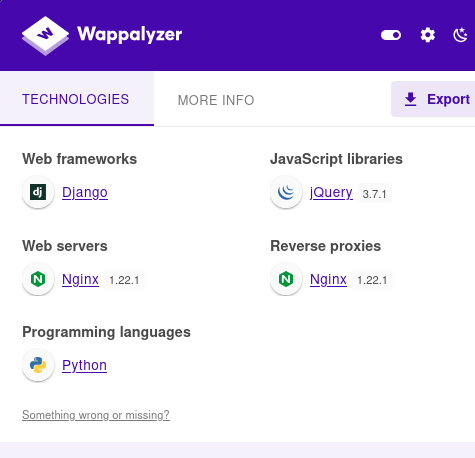 Wappalyzer
TECHNOLOGIES
MORE INFO
Export
Web frameworks
dj Django
JavaScript libraries
jQuery 3.7.1
Web servers
Nginx 1.22.1
Reverse proxies
Nginx 1.22.1
Programming languages
Python
Something wrong or missing?